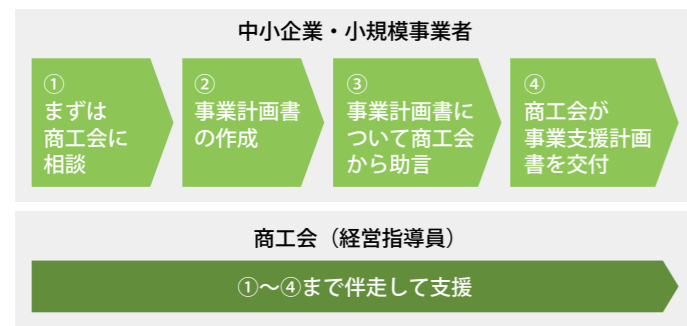 中小企業・小規模事業者
①
まずは
商工会に
相談
②
事業計画書
の作成
③
事業計画書に
ついて商工会
から助言
④
商工会が
事業支援計画
書を交付
商工会（経営指導員）
①～④まで伴走して支援